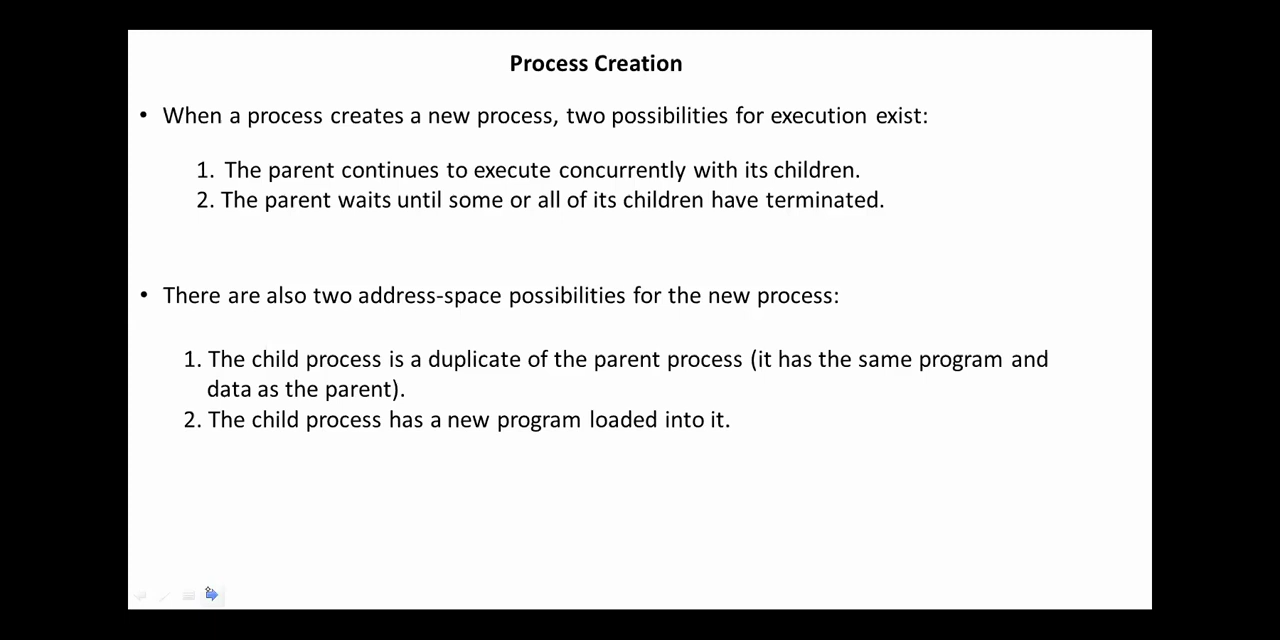 Process Creation
• When a process creates a new process, two possibilities for execution exist:
1. The parent continues to execute concurrently with its children.
2. The parent waits until some or all of its children have terminated.
• There are also two address-space possibilities for the new process:
1. The child process is a duplicate of the parent process (it has the same program and
data as the parent).
2. The child process has a new program loaded into it.